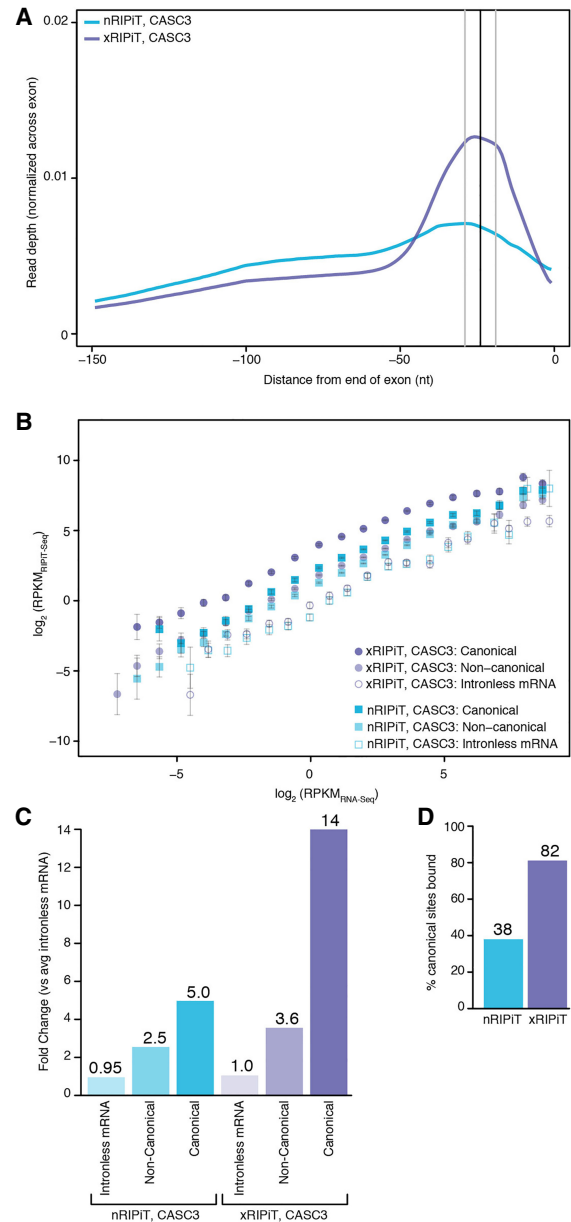 A
nRIPiT, CASC3
xRIPiT, CASC3
0.02
0.01
0
Read depth (normalized across exon)
−150
−100
−50
0
Distance from end of exon (nt)
B
10
5
0
−5
−10
log2 (RPKMRIPiT-Seq)
xRIPiT, CASC3: Canonical
xRIPiT, CASC3: Non−canonical
xRIPiT, CASC3: Intronless mRNA
nRIPiT, CASC3: Canonical
nRIPiT, CASC3: Non−canonical
nRIPiT, CASC3: Intronless mRNA
−5
0
5
log2 (RPKMRNA-Seq)
C
14
12
10
8
6
4
2
0
Fold Change (vs avg intronless mRNA)
0.95
2.5
5.0
1.0
3.6
14
Intronless mRNA
Non-Canonical
Canonical
Intronless mRNA
Non-Canonical
Canonical
nRIPiT, CASC3
xRIPiT, CASC3
D
100
80
60
40
20
0
% canonical sites bound
38
82
nRIPiT
xRIPiT